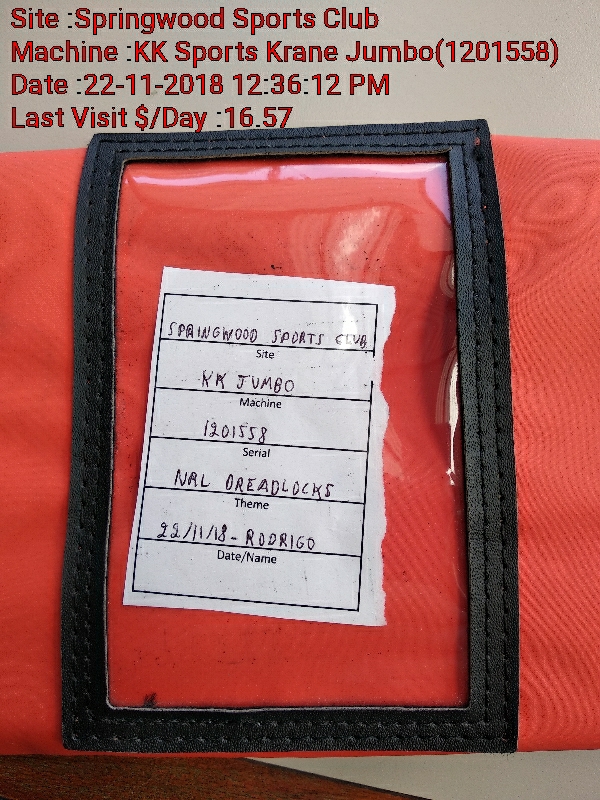 Site :Springwood Sports Club
Machine :KK Sports Krane Jumbo(1201558)
Date :22-11-2018 12:36:12 PM
Last Visit $/Day :16.57
SPRINGWOOD SPORTS CLUB
Site
KK JUMBO
Machine
1201558
Serial
NRL DREADLOCKS
Theme
22/11/18 - RODRIGO
Date/Name